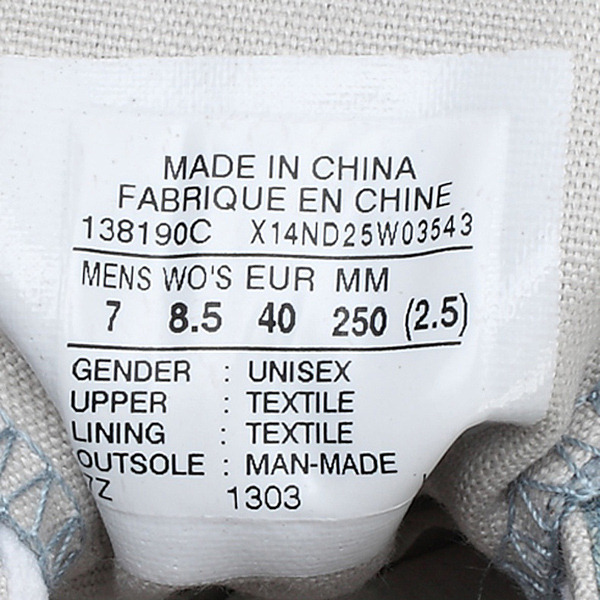 MADE IN CHINA
FABRIQUE EN CHINE
138190C X14ND25W03543
MENS WO'S EUR MM
7 8.5 40 250 (2.5)
GENDER : UNISEX
UPPER : TEXTILE
LINING : TEXTILE
OUTSOLE : MAN-MADE
7Z 1303